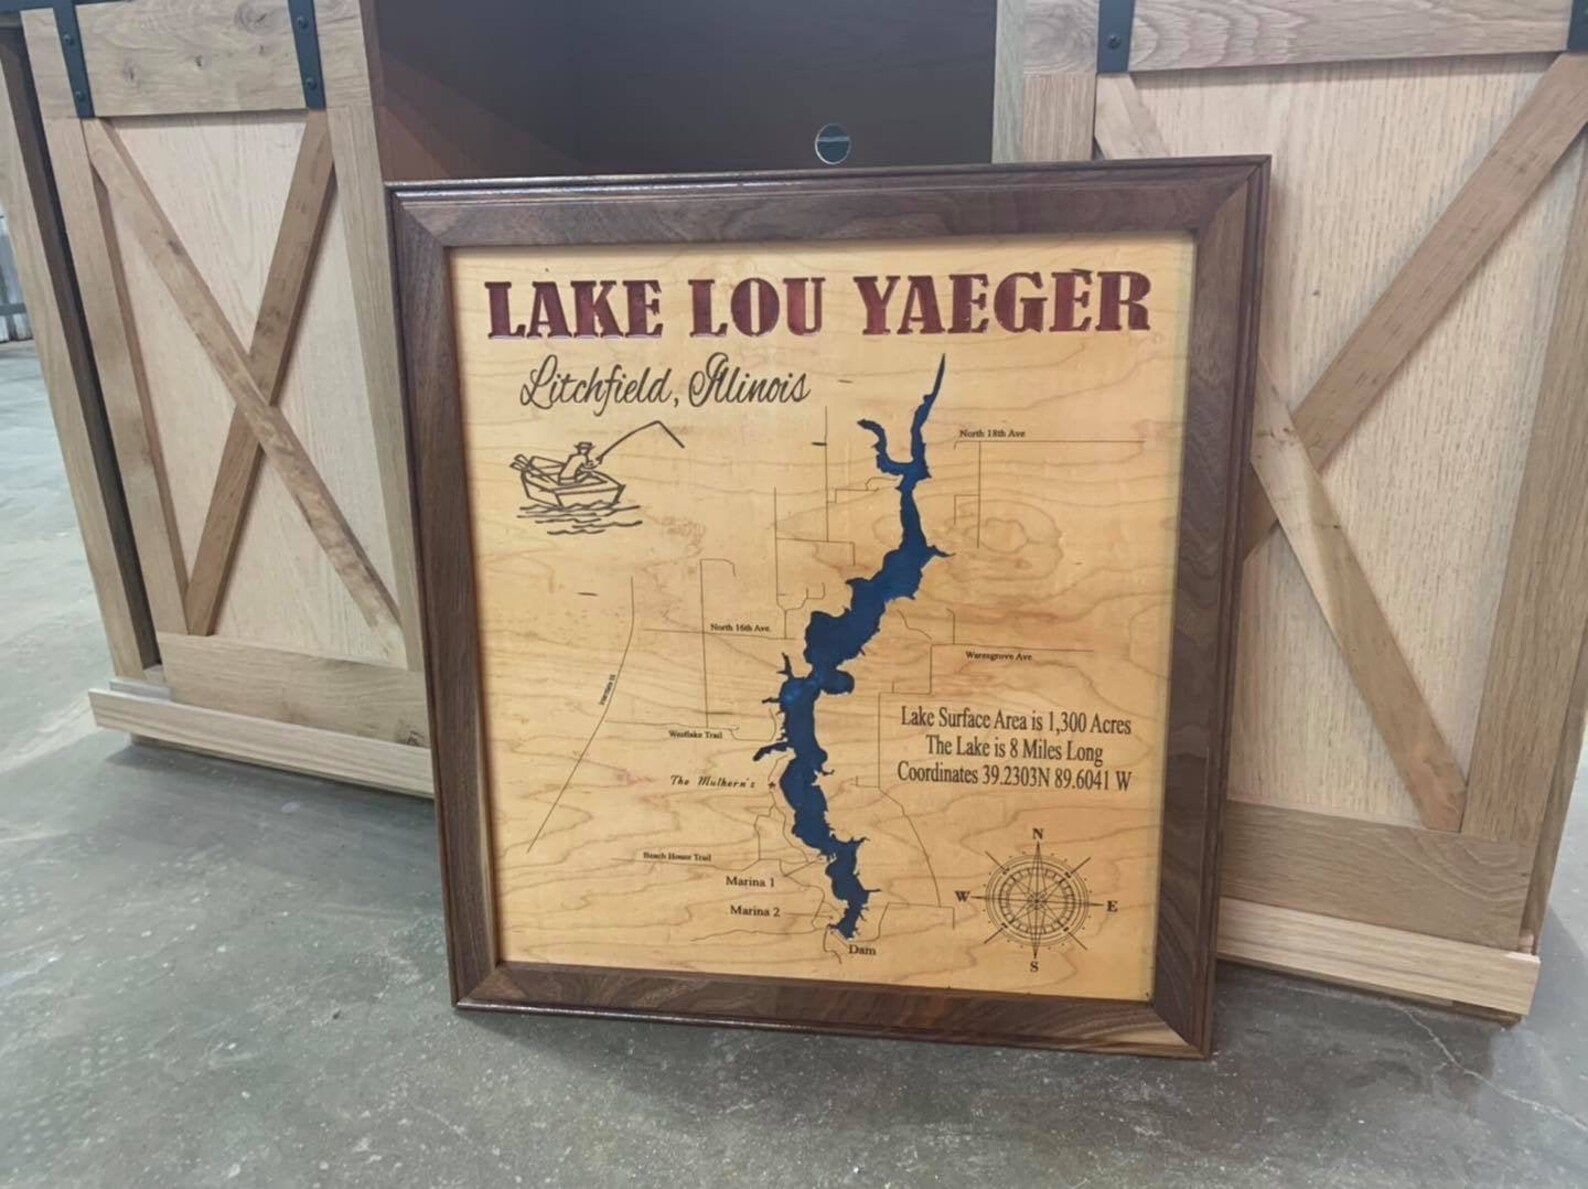 LAKE LOU YAEGER
Litchfield, Illinois
North 18th Ave
North 16th Ave.
Waresgrove Ave.
Westlake Trail
Lake Surface Area is 1,300 Acres
The Lake is 8 Miles Long
Coordinates 39.2303N 89.6041 W
The Mulhern's
Beach House Trail
Marina 1
Marina 2
Dam
N
W
E
S